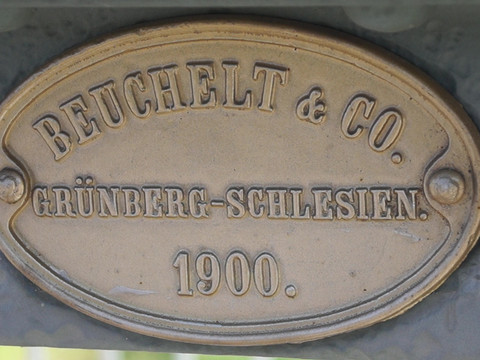 BEUCHELT & CO.
GRÜNBERG-SCHLESIEN.
1900.